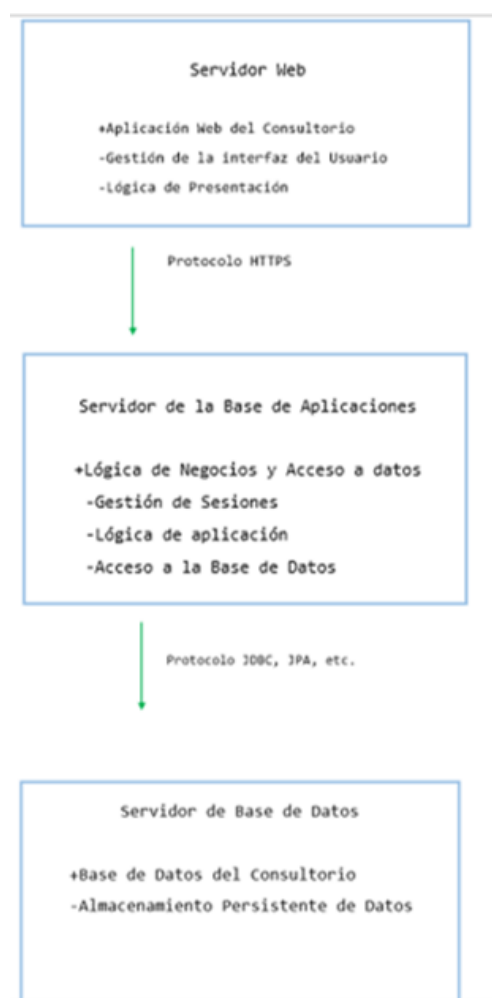 Servidor Web
+Aplicación Web del Consultorio
-Gestión de la interfaz del Usuario
-Lógica de Presentación
Protocolo HTTPS
Servidor de la Base de Aplicaciones
+Lógica de Negocios y Acceso a datos
-Gestión de Sesiones
-Lógica de aplicación
-Acceso a la Base de Datos
Protocolo JDBC, JPA, etc.
Servidor de Base de Datos
+Base de Datos del Consultorio
-Almacenamiento Persistente de Datos